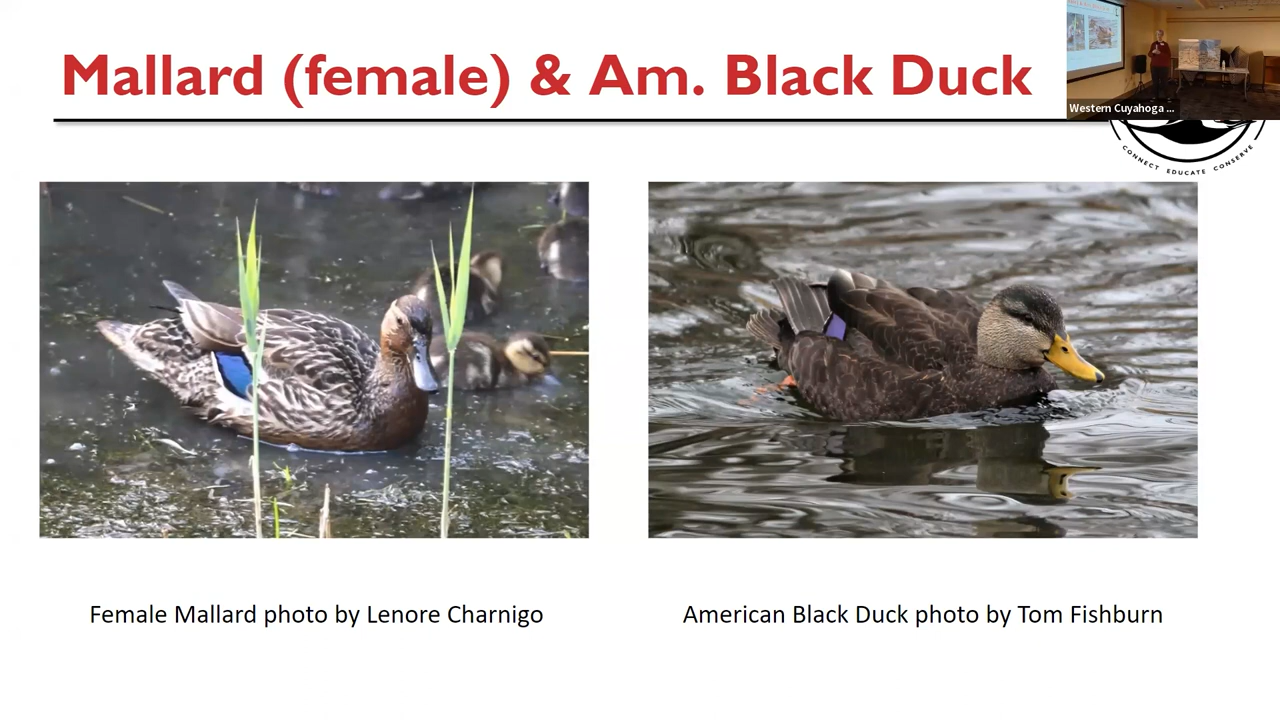 Mallard (female) & Am. Black Duck
Western Cuyahoga ...
CONNECT EDUCATE CONSERVE
Female Mallard photo by Lenore Charnigo
American Black Duck photo by Tom Fishburn